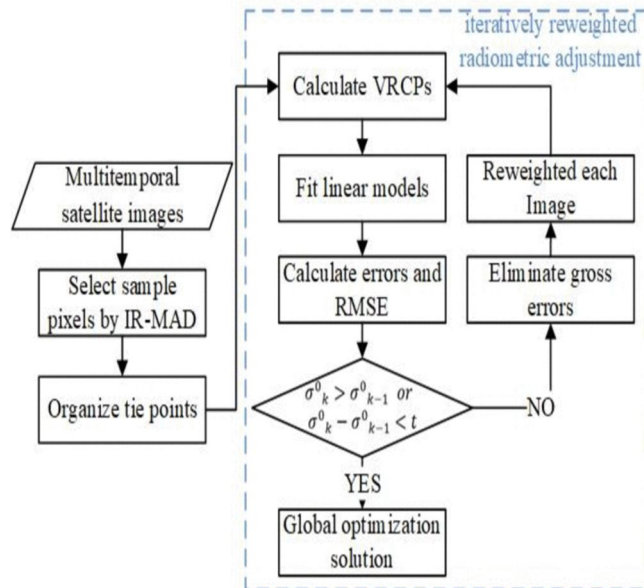 iteratively reweighted
radiometric adjustment
Calculate VRCPs
Multitemporal
satellite images
Fit linear models
Reweighted each
Image
Select sample
pixels by IR-MAD
Calculate errors and
RMSE
Eliminate gross
errors
Organize tie points
σ⁰ₖ > σ⁰ₖ₋₁ or
σ⁰ₖ − σ⁰ₖ₋₁ < t
NO
YES
Global optimization
solution